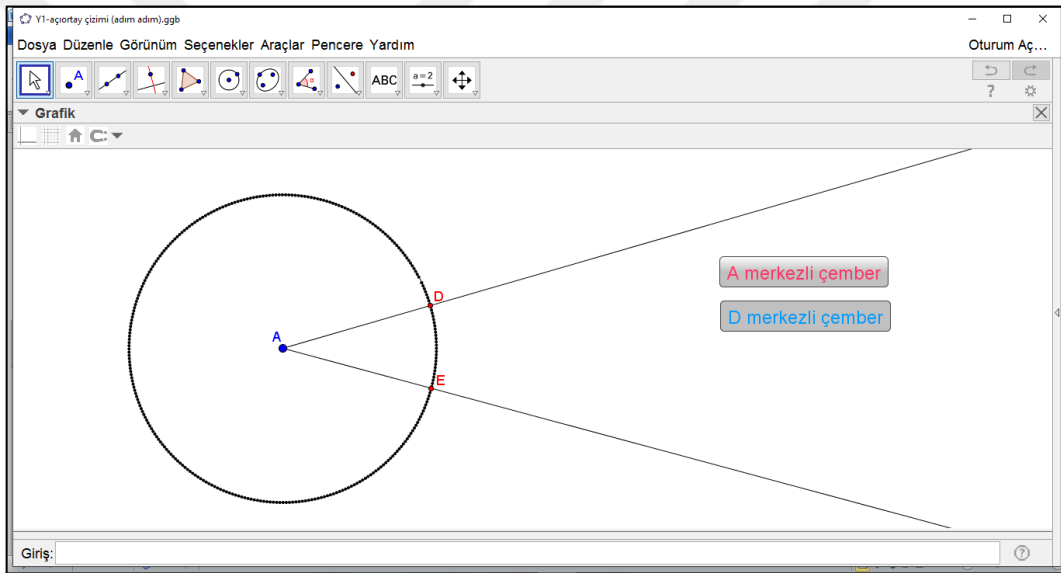 Y1-açıortay çizimi (adım adım).ggb
Dosya Düzenle Görünüm Seçenekler Araçlar Pencere Yardım Oturum Aç...
A ABC a=2
α
?
Grafik
D
A merkezli çember
D merkezli çember
A
E
Giriş:
?